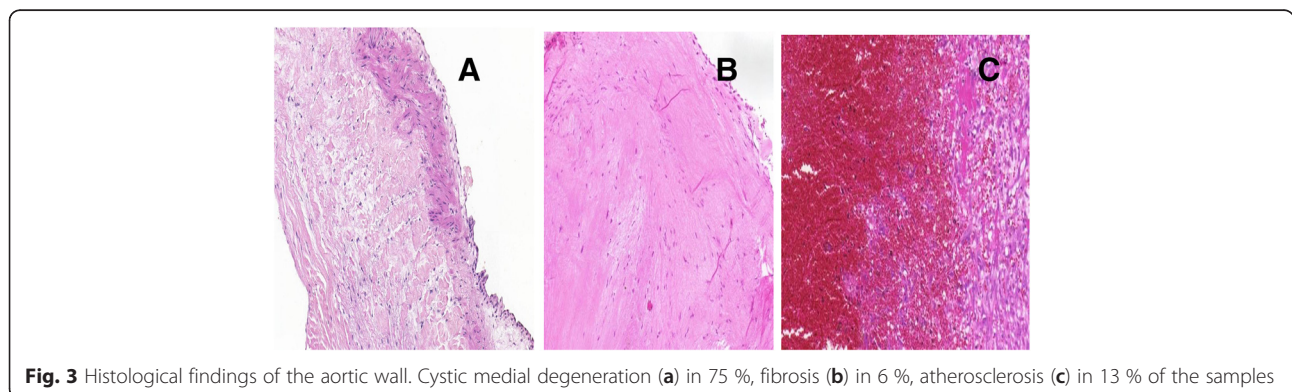 A
B
C
Fig. 3 Histological findings of the aortic wall. Cystic medial degeneration (a) in 75 %, fibrosis (b) in 6 %, atherosclerosis (c) in 13 % of the samples